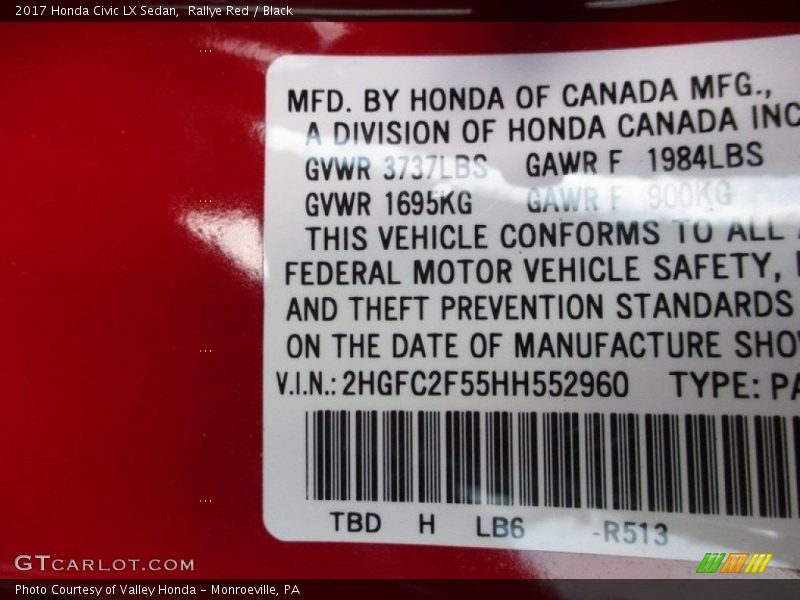 2017 Honda Civic LX Sedan,  Rallye Red / Black
MFD. BY HONDA OF CANADA MFG.,
A DIVISION OF HONDA CANADA INC
GVWR 3737LBS GAWR F 1984LBS
GVWR 1695KG GAWR F 900KG
THIS VEHICLE CONFORMS TO ALL
FEDERAL MOTOR VEHICLE SAFETY,
AND THEFT PREVENTION STANDARDS
ON THE DATE OF MANUFACTURE SHO
V.I.N.: 2HGFC2F55HH552960 TYPE: PA
TBD H LB6 -R513
GTCARLOT.COM
Photo Courtesy of Valley Honda - Monroeville, PA